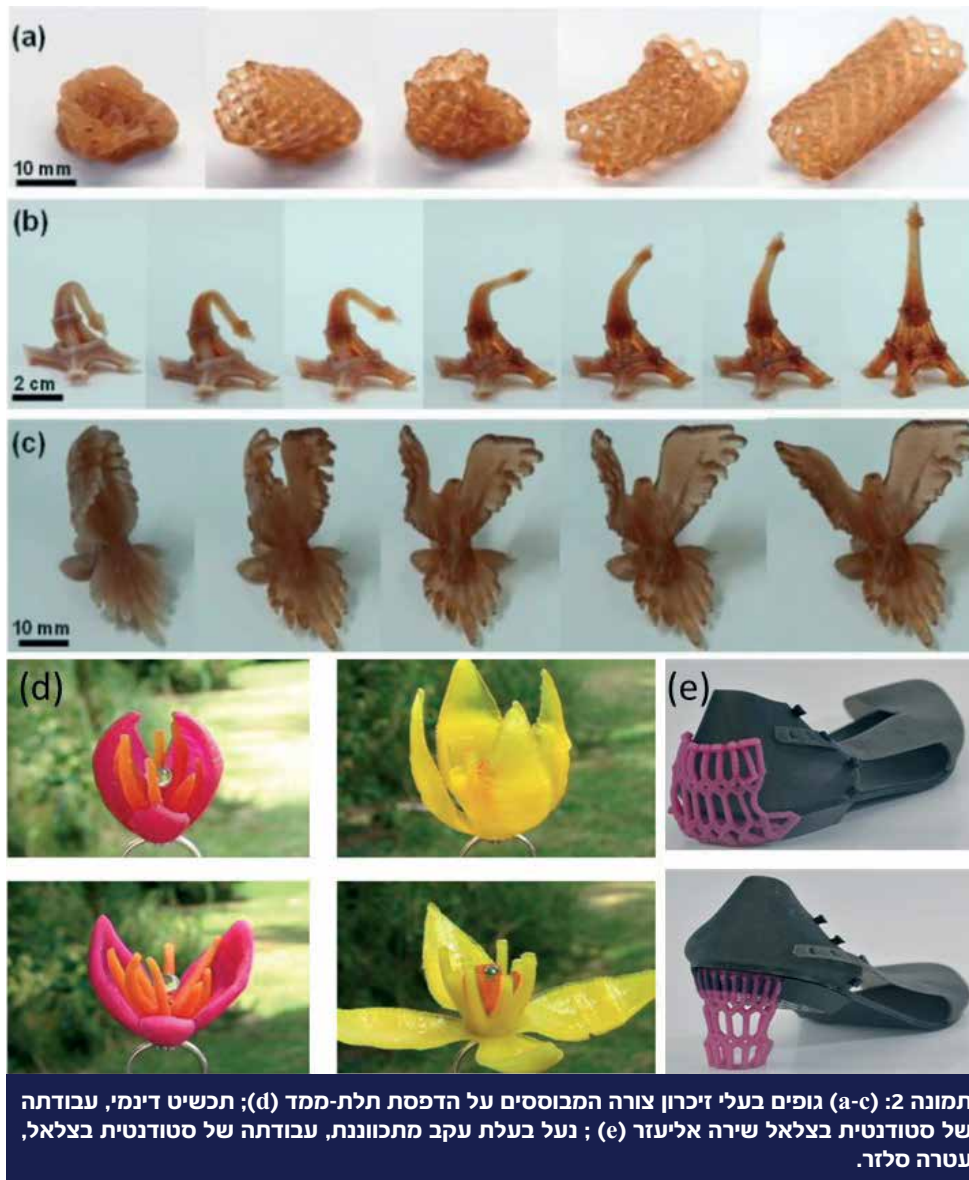 (a)
10 mm
(b)
2 cm
(c)
10 mm
(d)
(e)
תמונה 2: (a-c) גופים בעלי זיכרון צורה המבוססים על הדפסת תלת-ממד (d); תכשיט דינמי, עבודתה
של סטודנטית בצלאל שירה אליעזר (e) ; נעל בעלת עקב מתכווננת, עבודתה של סטודנטית בצלאל,
עטרה סלזר.